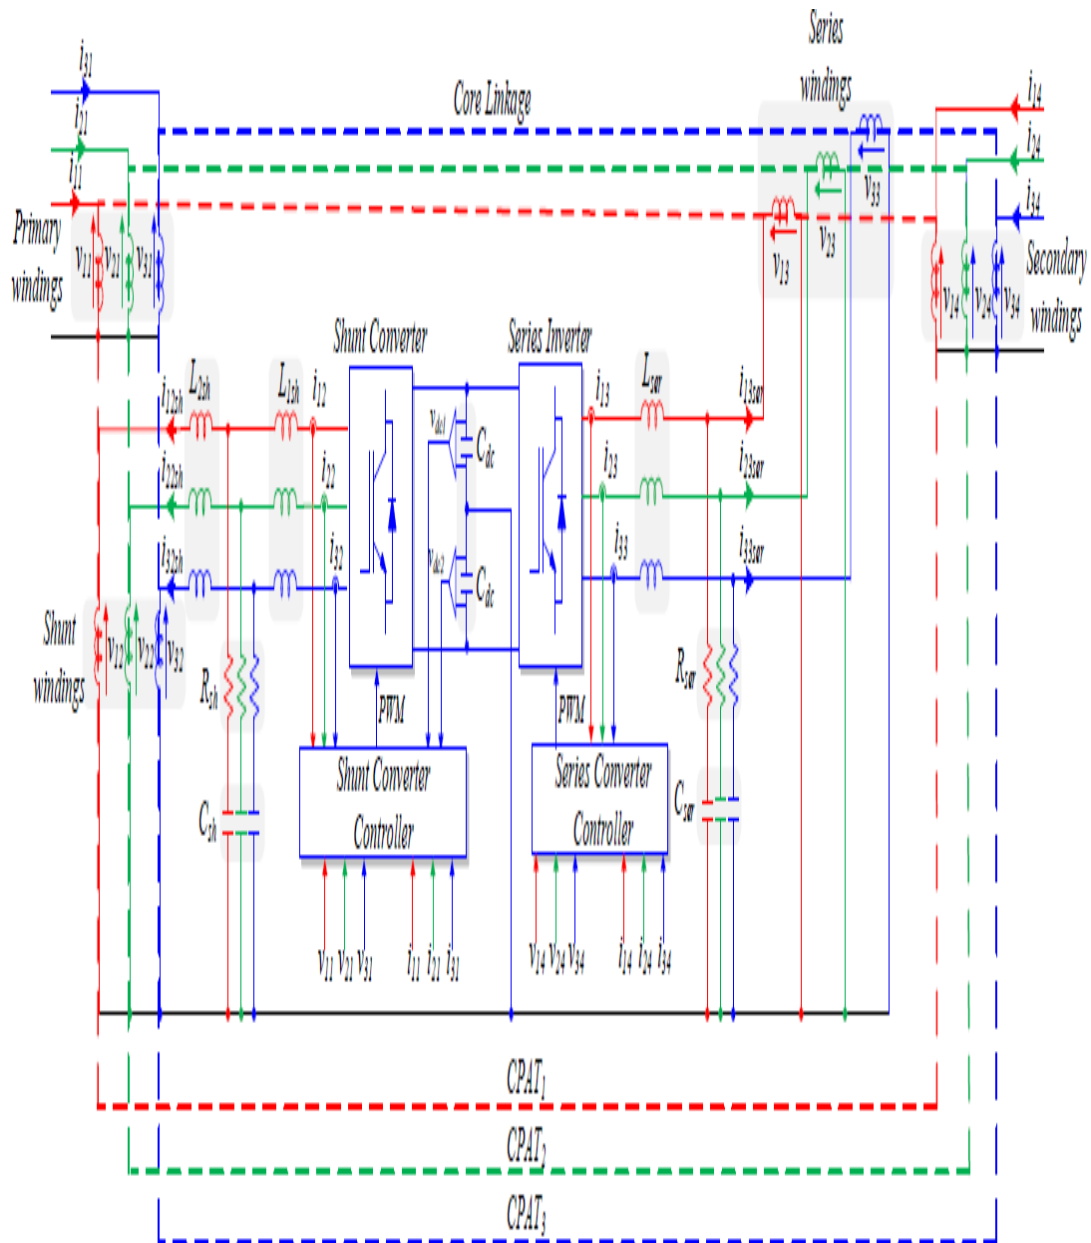 Series
windings
i31
Core Linkage
i14
i21
i24
i11
v33
i34
Primary
windings
v11
v21
v31
v13
v23
Secondary
windings
v14
v24
v34
Shunt Converter
Series Inverter
i12sh
L2sh
L1sh
i12
vdc1
Cdc
i13
Lser
i13ser
i22sh
i22
i23
i23ser
i32sh
i32
vdc2
Cdc
i33
i33ser
Shunt
windings
v12
v22
v32
Rsh
Rser
PWM
PWM
Shunt Converter
Controller
Series Converter
Controller
Csh
Cser
v11 v21 v31 i11 i21 i31
v14 v24 v34 i14 i24 i34
CPAT1
CPAT2
CPAT3